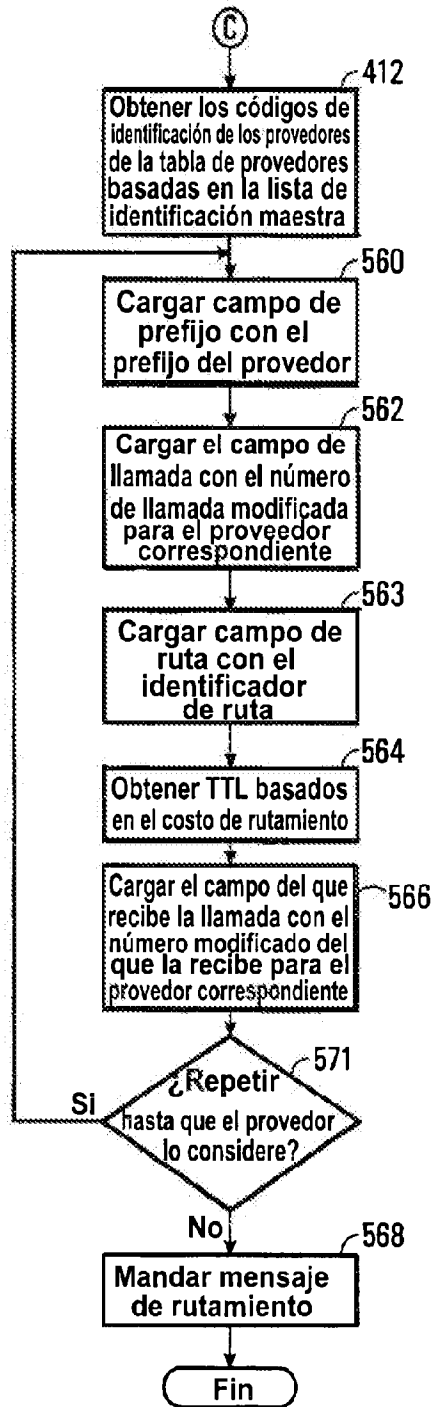 C
412
Obtener los códigos de
identificación de los provedores
de la tabla de provedores
basadas en la lista de
identificación maestra
560
Cargar campo de
prefijo con el
prefijo del provedor
562
Cargar el campo de
llamada con el número
de llamada modificada
para el proveedor
correspondiente
563
Cargar campo de
ruta con el
identificador
de ruta
564
Obtener TTL basados
en el costo de rutamiento
566
Cargar el campo del que
recibe la llamada con el
número modificado del
que la recibe para el
provedor correspondiente
571
¿Repetir
hasta que el provedor
lo considere?
Si
No
568
Mandar mensaje
de rutamiento
Fin